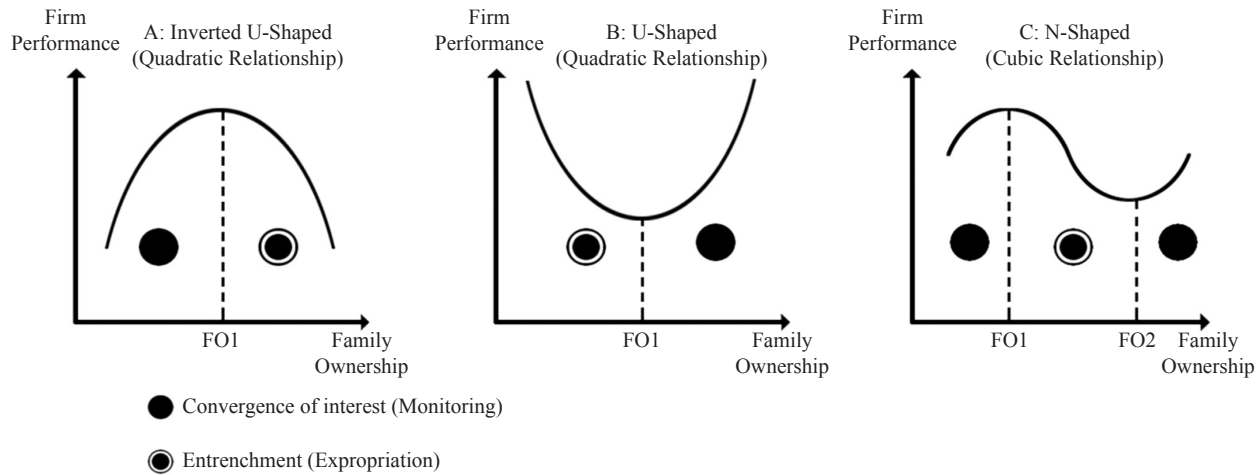 Firm
Performance
A: Inverted U-Shaped
(Quadratic Relationship)
FO1
Family
Ownership
Firm
Performance
B: U-Shaped
(Quadratic Relationship)
FO1
Family
Ownership
Firm
Performance
C: N-Shaped
(Cubic Relationship)
FO1
FO2
Family
Ownership
Convergence of interest (Monitoring)
Entrenchment (Expropriation)